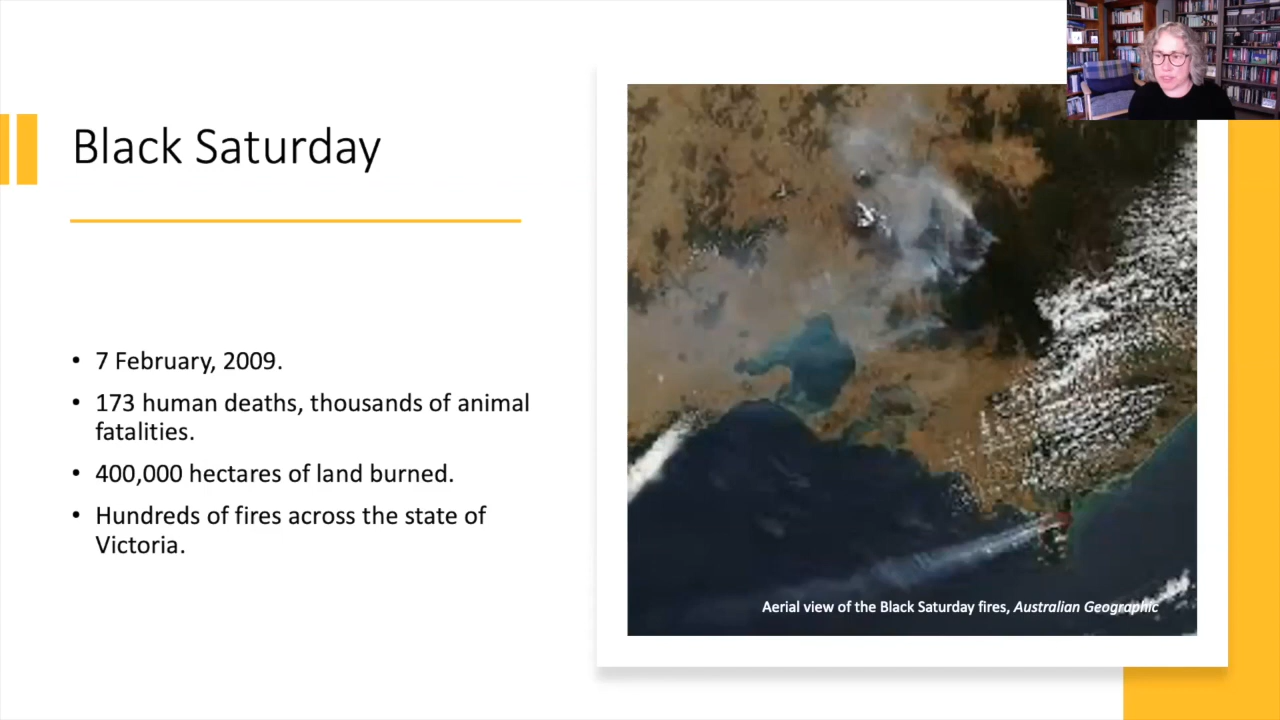 Black Saturday
• 7 February, 2009.
• 173 human deaths, thousands of animal
fatalities.
• 400,000 hectares of land burned.
• Hundreds of fires across the state of
Victoria.
Aerial view of the Black Saturday fires, Australian Geographic